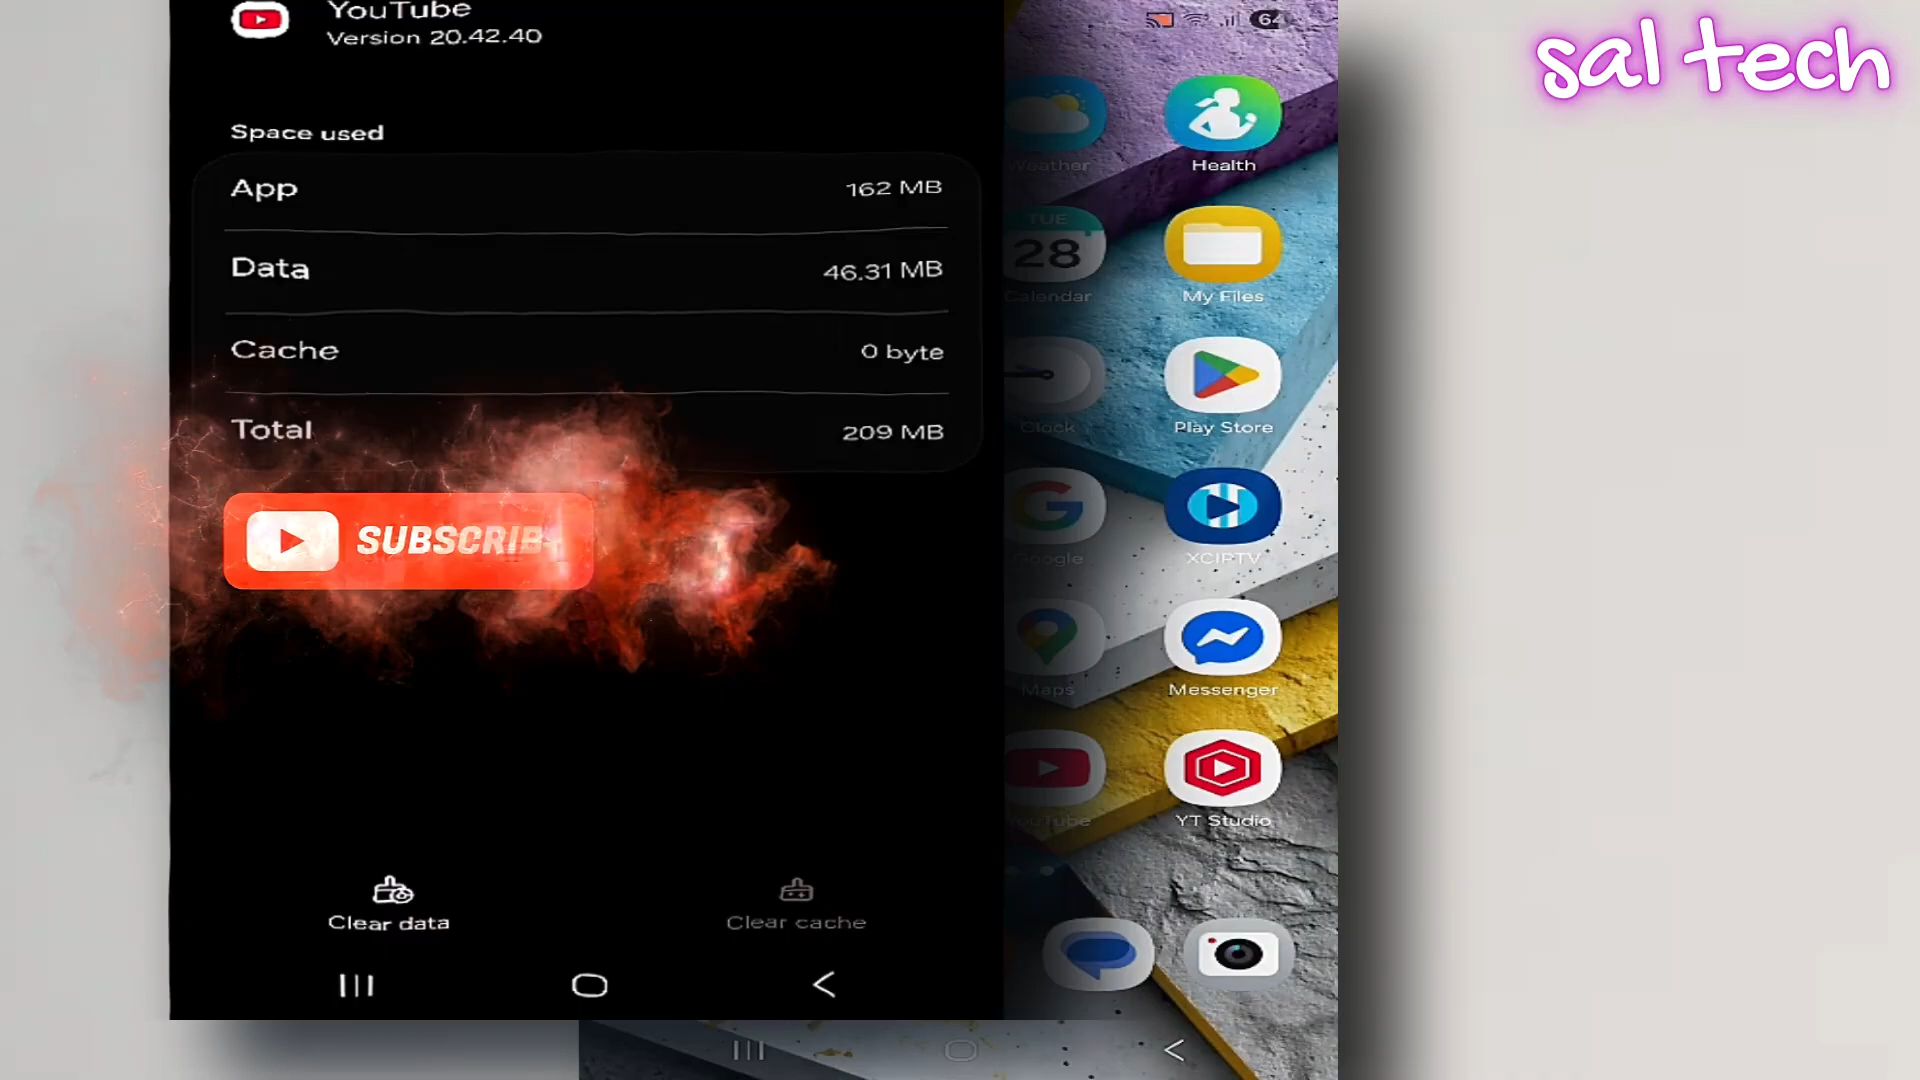 YouTube
Version 20.42.40
Space used
App 162 MB
Data 46.31 MB
Cache 0 byte
Total 209 MB
SUBSCRIB
Clear data
Clear cache
64
Weather
Health
TUE
28
Calendar
My Files
Clock
Play Store
Google
XCIPTV
Maps
Messenger
YouTube
YT Studio
sal tech